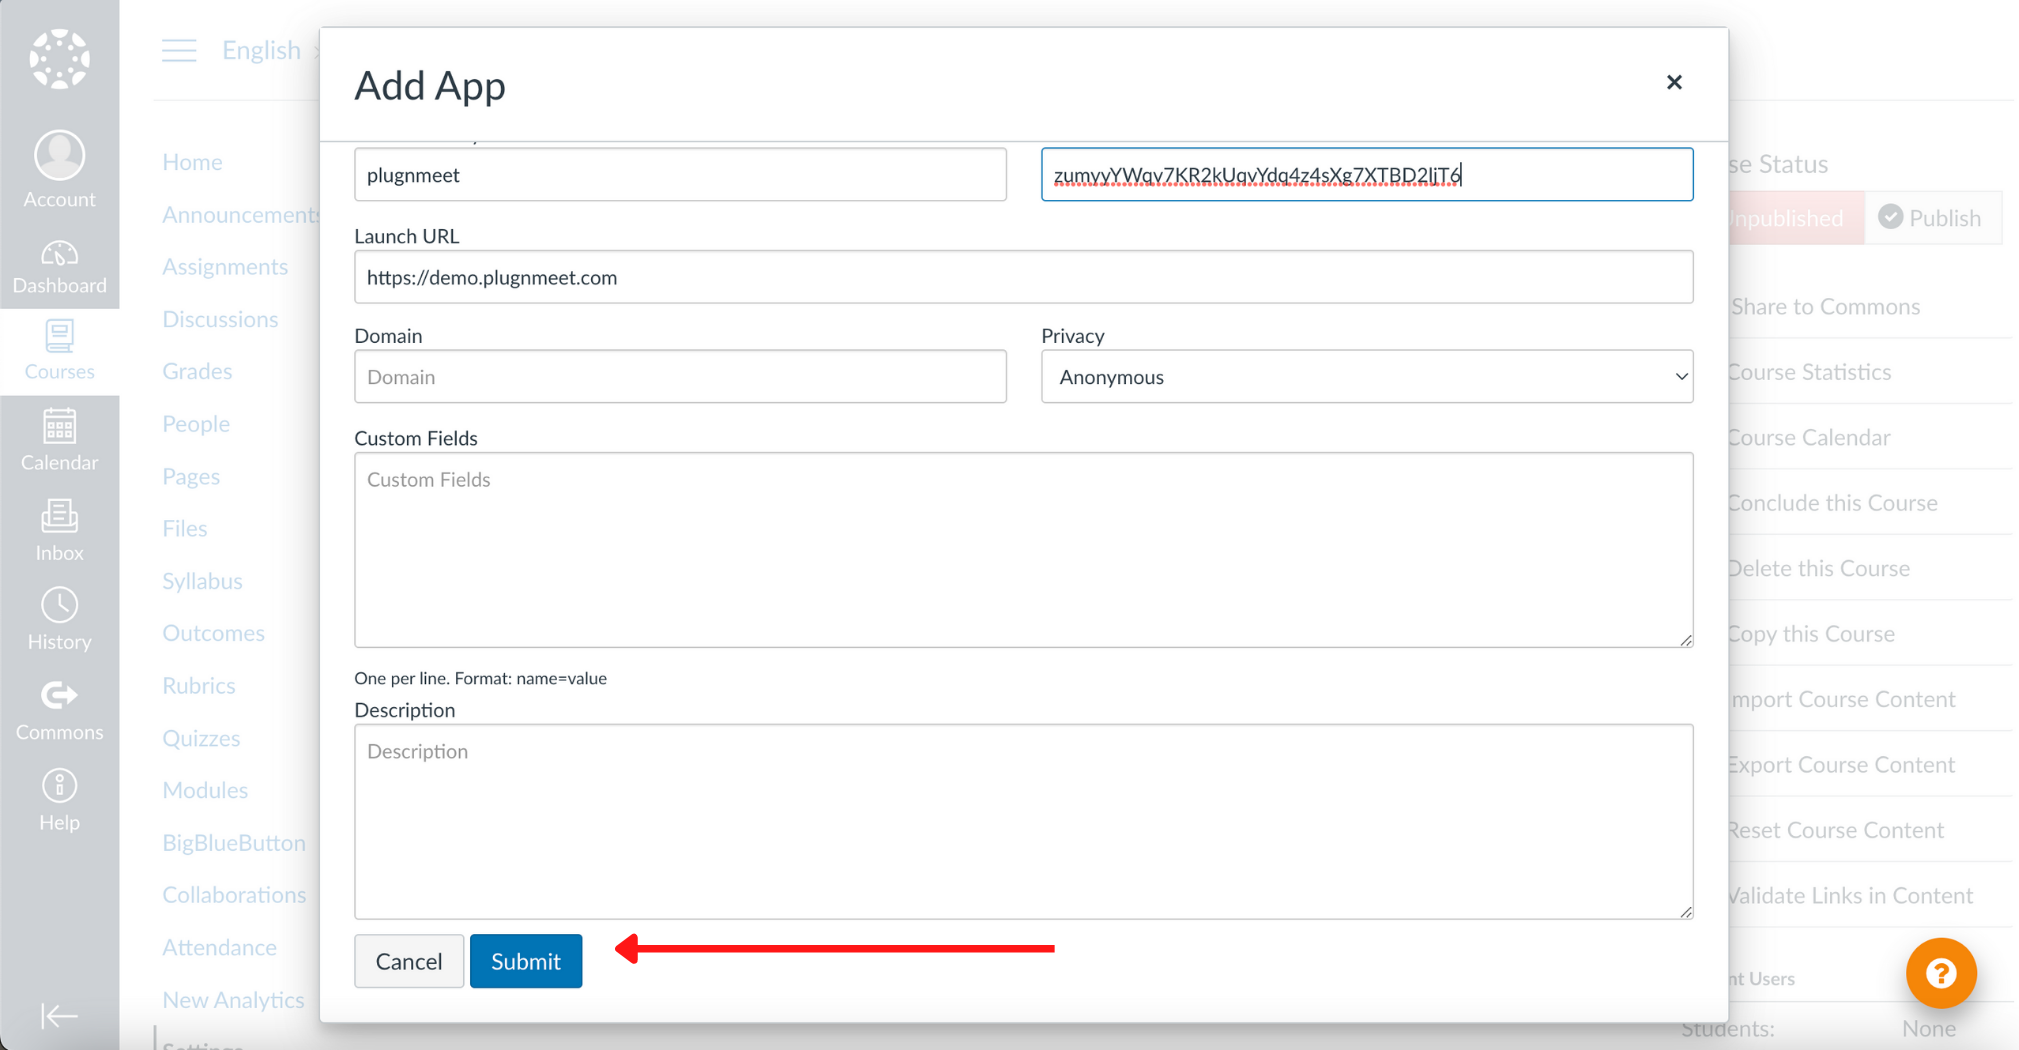 Account
Dashboard
Courses
Calendar
Inbox
History
Commons
Help
English
Home
Announcements
Assignments
Discussions
Grades
People
Pages
Files
Syllabus
Outcomes
Rubrics
Quizzes
Modules
BigBlueButton
Collaborations
Attendance
New Analytics
Settings
Add App
×
plugnmeet
zumyyYWqv7KR2kUqvYdq4z4sXg7XTBD2ljT6
Launch URL
https://demo.plugnmeet.com
Domain
Privacy
Domain
Anonymous
Custom Fields
Custom Fields
One per line. Format: name=value
Description
Description
Cancel
Submit
se Status
Unpublished
Publish
Share to Commons
Course Statistics
Course Calendar
Conclude this Course
Delete this Course
Copy this Course
mport Course Content
Export Course Content
Reset Course Content
Validate Links in Content
nt Users
Students:
None
?